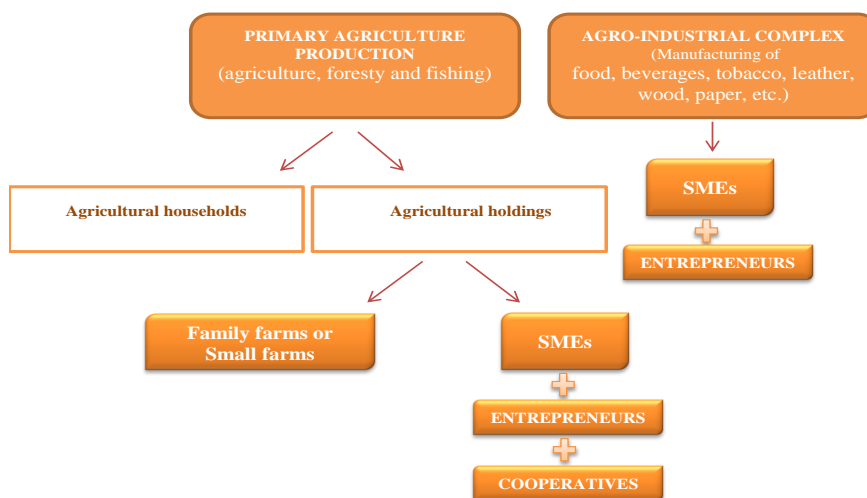 PRIMARY AGRICULTURE
PRODUCTION
(agriculture, foresty and fishing)
AGRO-INDUSTRIAL COMPLEX
(Manufacturing of
food, beverages, tobacco, leather,
wood, paper, etc.)
SMEs
ENTREPRENEURS
Agricultural households
Agricultural holdings
Family farms or
Small farms
SMEs
ENTREPRENEURS
COOPERATIVES